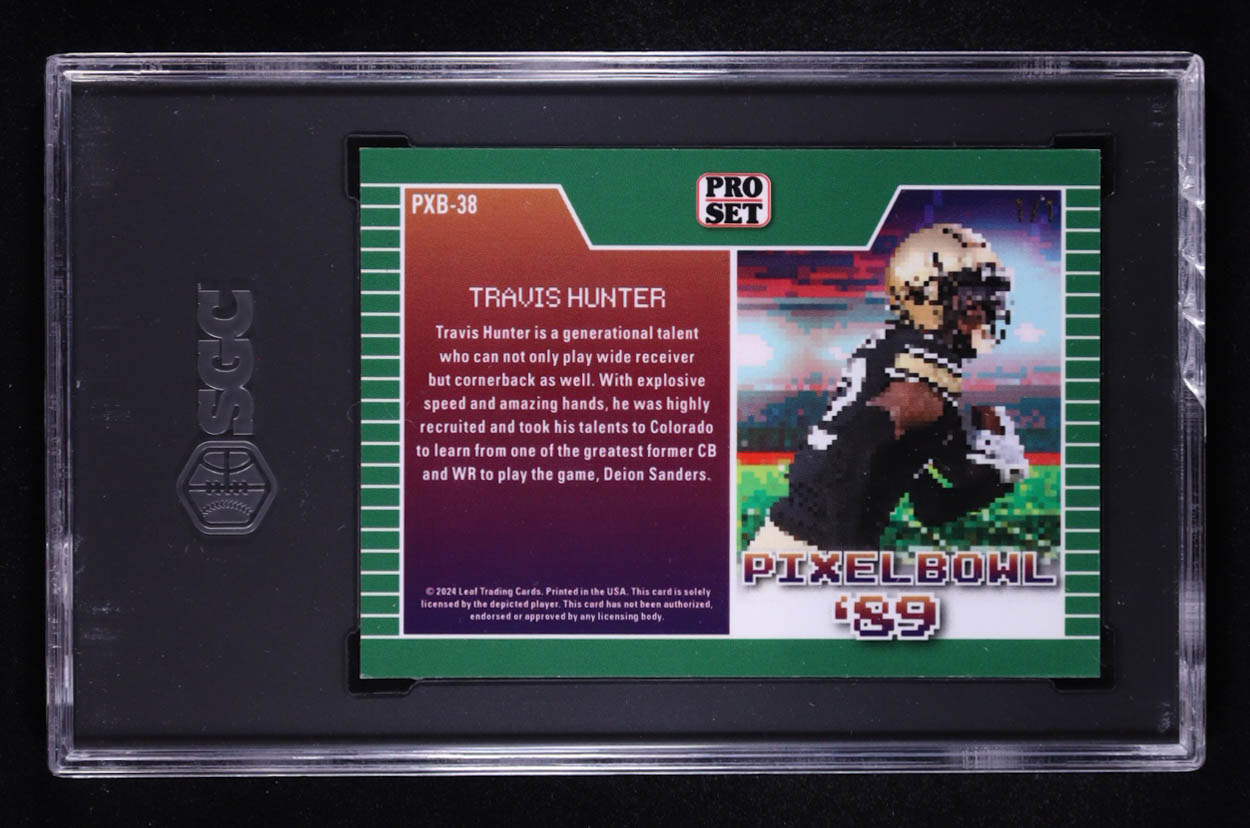 SGC
PXB-38
PRO
SET
1/1
TRAVIS HUNTER
Travis Hunter is a generational talent
who can not only play wide receiver
but cornerback as well. With explosive
speed and amazing hands, he was highly
recruited and took his talents to Colorado
to learn from one of the greatest former CB
and WR to play the game, Deion Sanders.
© 2024 Leaf Trading Cards. Printed in the USA. This card is solely
licensed by the depicted player. This card has not been authorized,
endorsed or approved by any licensing body.
PIXELBOWL
'89